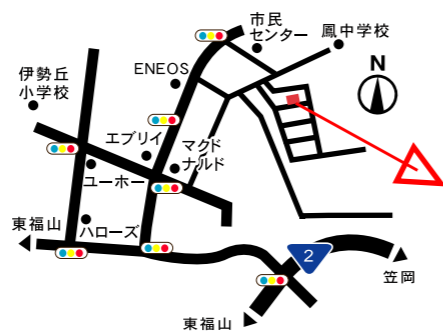 市民
センター
鳳中学校
ENEOS
N
伊勢丘
小学校
エブリイ
マクド
ナルド
ユーホー
ハローズ
東福山
2
笠岡
東福山